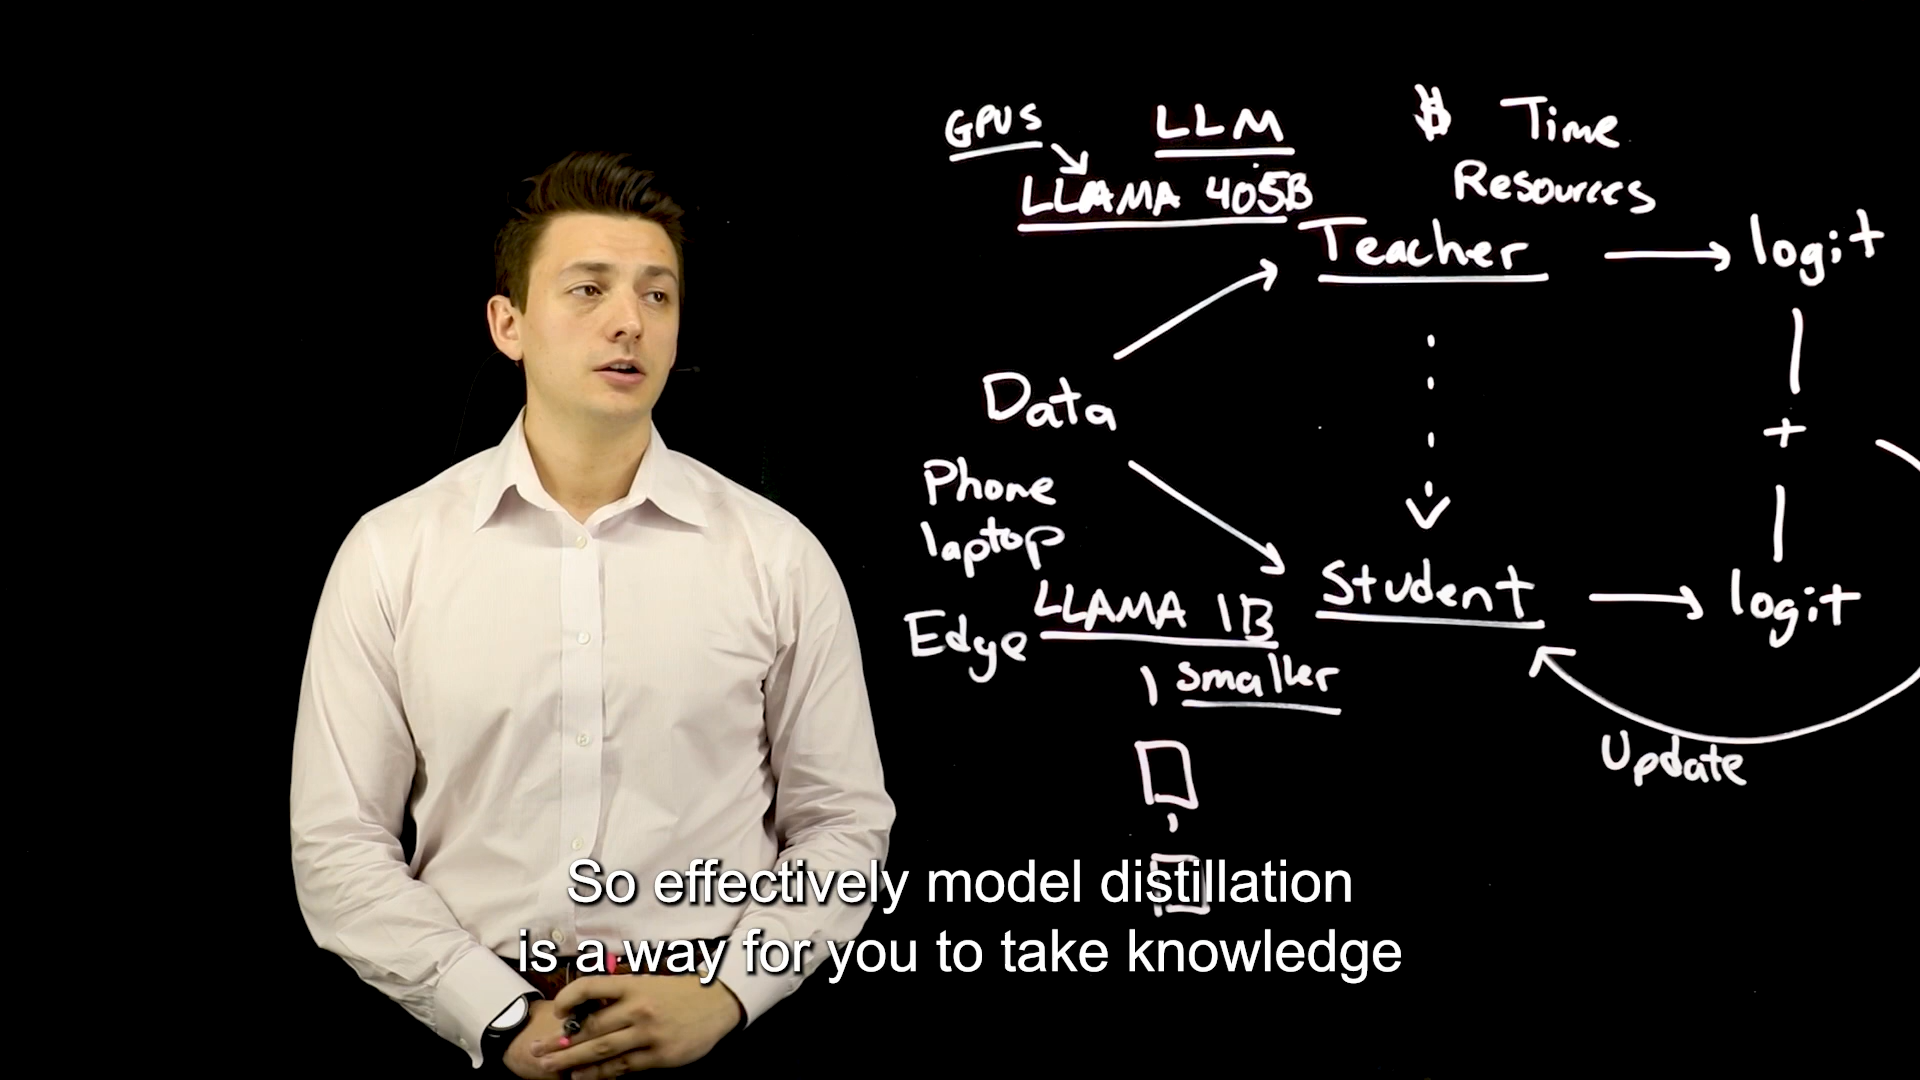 GPUS
LLM
$ Time
Resources
LLAMA 405B
Teacher
logit
Data
+
Phone
laptop
LLAMA 1B
Student
logit
Edge
smaller
Update
So effectively model distillation
is a way for you to take knowledge